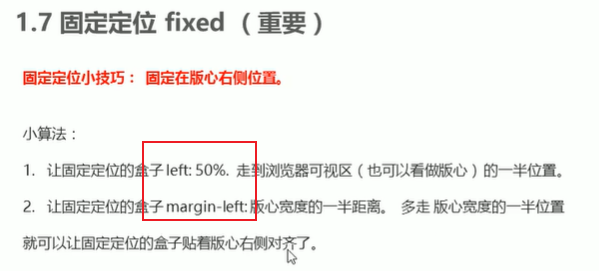 1.7 固定定位 fixed （重要）
固定定位小技巧： 固定在版心右侧位置。
小算法：
1. 让固定定位的盒子 left: 50%. 走到浏览器可视区（也可以看做版心）的一半位置。
2. 让固定定位的盒子 margin-left: 版心宽度的一半距离。 多走 版心宽度的一半位置
就可以让固定定位的盒子贴着版心右侧对齐了。